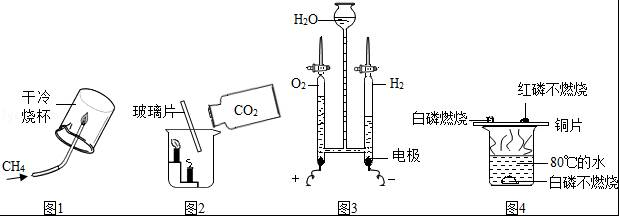 干冷
烧杯
CH₄
图1
玻璃片
CO₂
图2
H₂O
O₂
H₂
电极
+
−
图3
红磷不燃烧
白磷燃烧
铜片
80℃的水
白磷不燃烧
图4